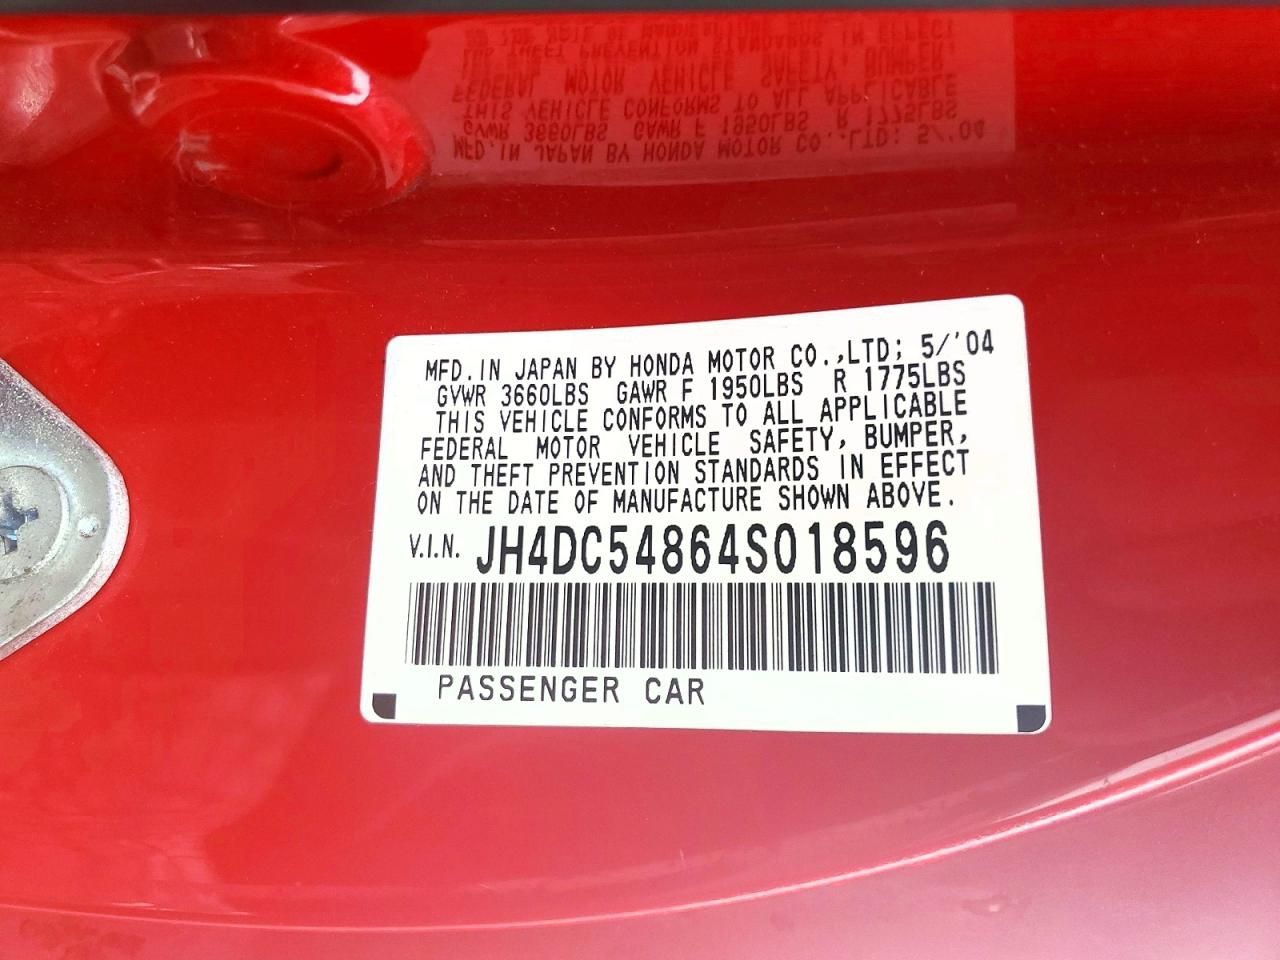 MFD. IN JAPAN BY HONDA MOTOR CO.,LTD; 5/'04
GVWR 3660LBS GAWR F 1950LBS R 1775LBS
THIS VEHICLE CONFORMS TO ALL APPLICABLE
FEDERAL MOTOR VEHICLE SAFETY, BUMPER,
AND THEFT PREVENTION STANDARDS IN EFFECT
ON THE DATE OF MANUFACTURE SHOWN ABOVE.
V.I.N. JH4DC54864S018596
PASSENGER CAR